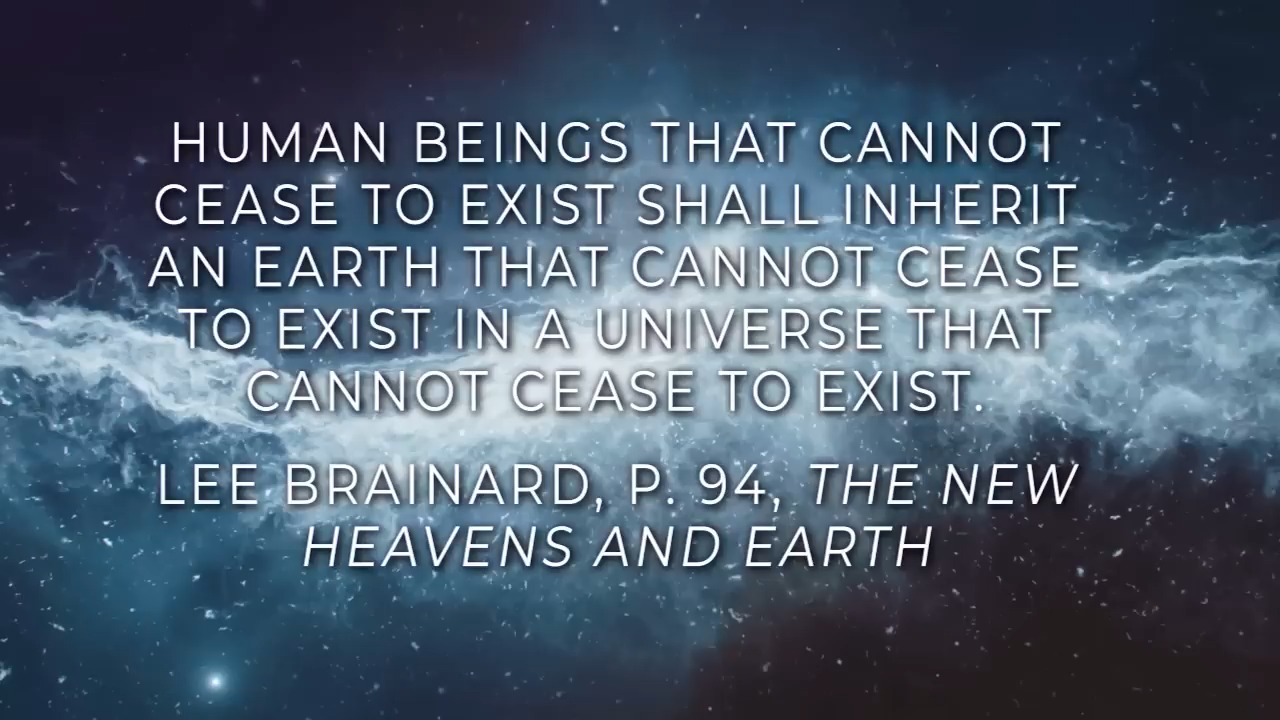 HUMAN BEINGS THAT CANNOT
CEASE TO EXIST SHALL INHERIT
AN EARTH THAT CANNOT CEASE
TO EXIST IN A UNIVERSE THAT
CANNOT CEASE TO EXIST.
LEE BRAINARD, P. 94, THE NEW
HEAVENS AND EARTH